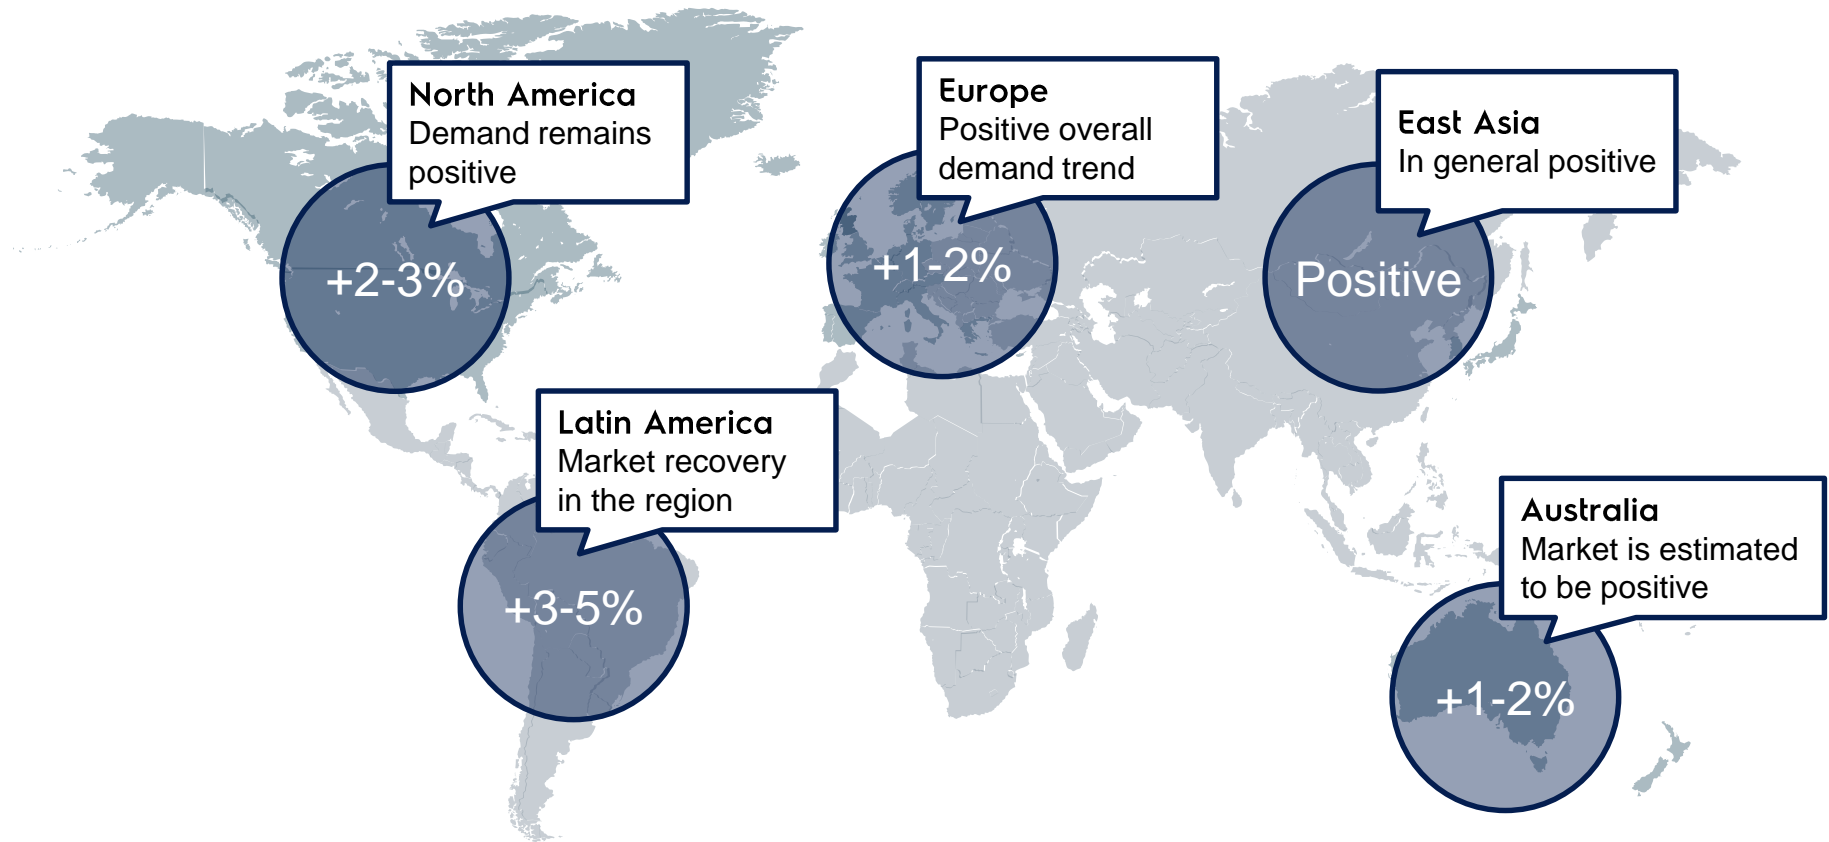 North America
Demand remains
positive
+2-3%
Europe
Positive overall
demand trend
+1-2%
East Asia
In general positive
Positive
Latin America
Market recovery
in the region
+3-5%
Australia
Market is estimated
to be positive
+1-2%